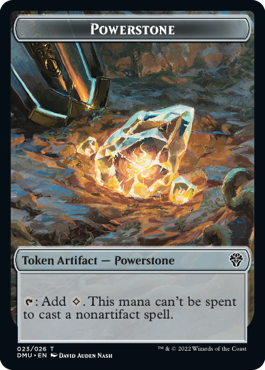 POWERSTONE
Token Artifact — Powerstone
: Add . This mana can't be spent
to cast a nonartifact spell.
023/026 T
DMU • EN DAVID AUDEN NASH
™ & © 2022 Wizards of the Coast